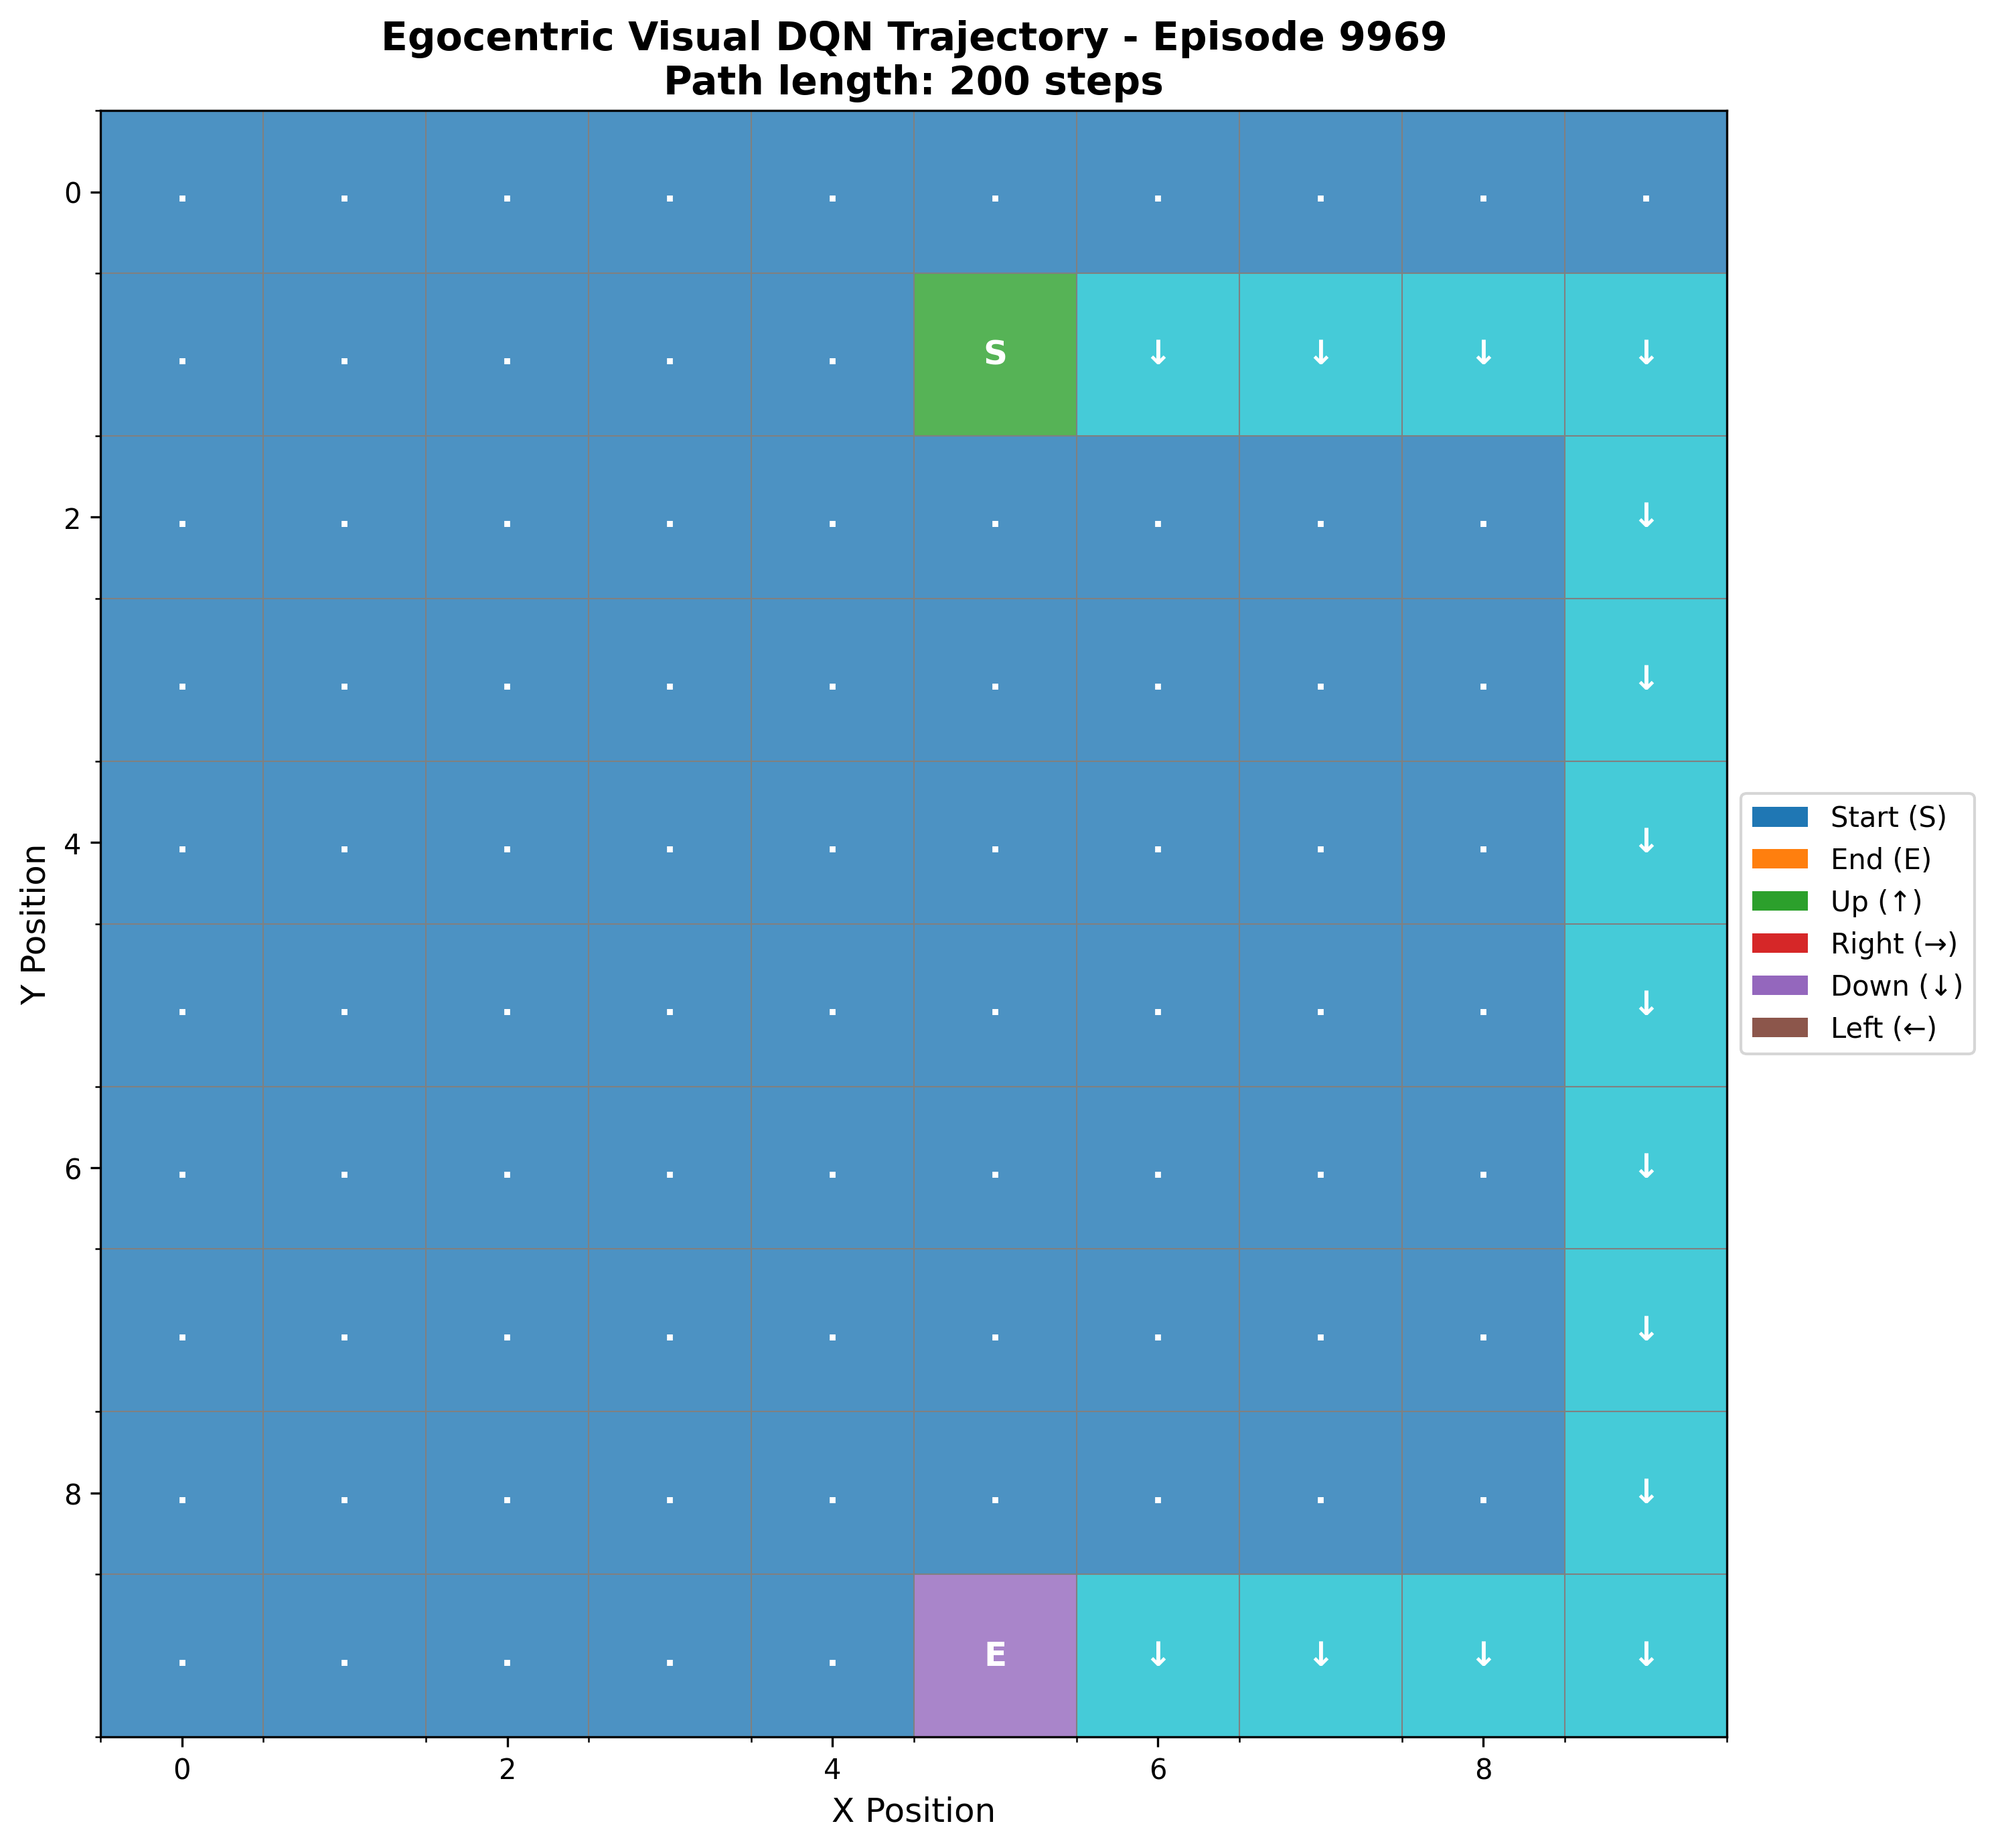 Egocentric Visual DQN Trajectory - Episode 9969
Path length: 200 steps
0 . . . . . . . . . .
. . . . . S ↓ ↓ ↓ ↓
2 . . . . . . . . . ↓
. . . . . . . . . ↓
4 . . . . . . . . . ↓
. . . . . . . . . ↓
6 . . . . . . . . . ↓
. . . . . . . . . ↓
8 . . . . . . . . . ↓
. . . . . E ↓ ↓ ↓ ↓
0 2 4 6 8
X Position
Y Position
Start (S)
End (E)
Up (↑)
Right (→)
Down (↓)
Left (←)